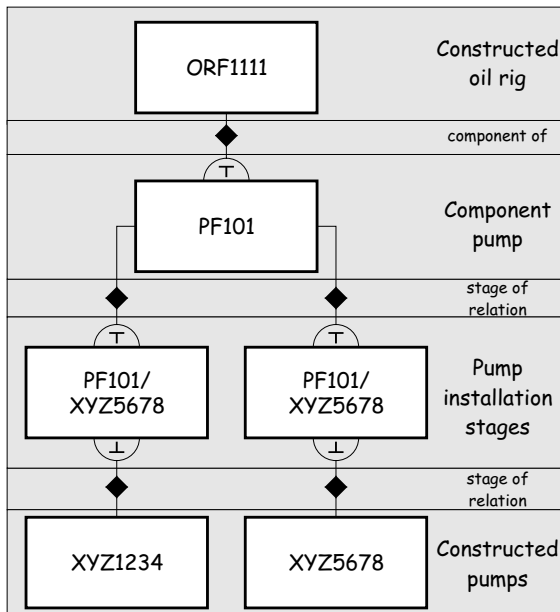 ORF1111
Constructed
oil rig
component of
PF101
Component
pump
stage of
relation
PF101/
XYZ5678
PF101/
XYZ5678
Pump
installation
stages
stage of
relation
XYZ1234
XYZ5678
Constructed
pumps